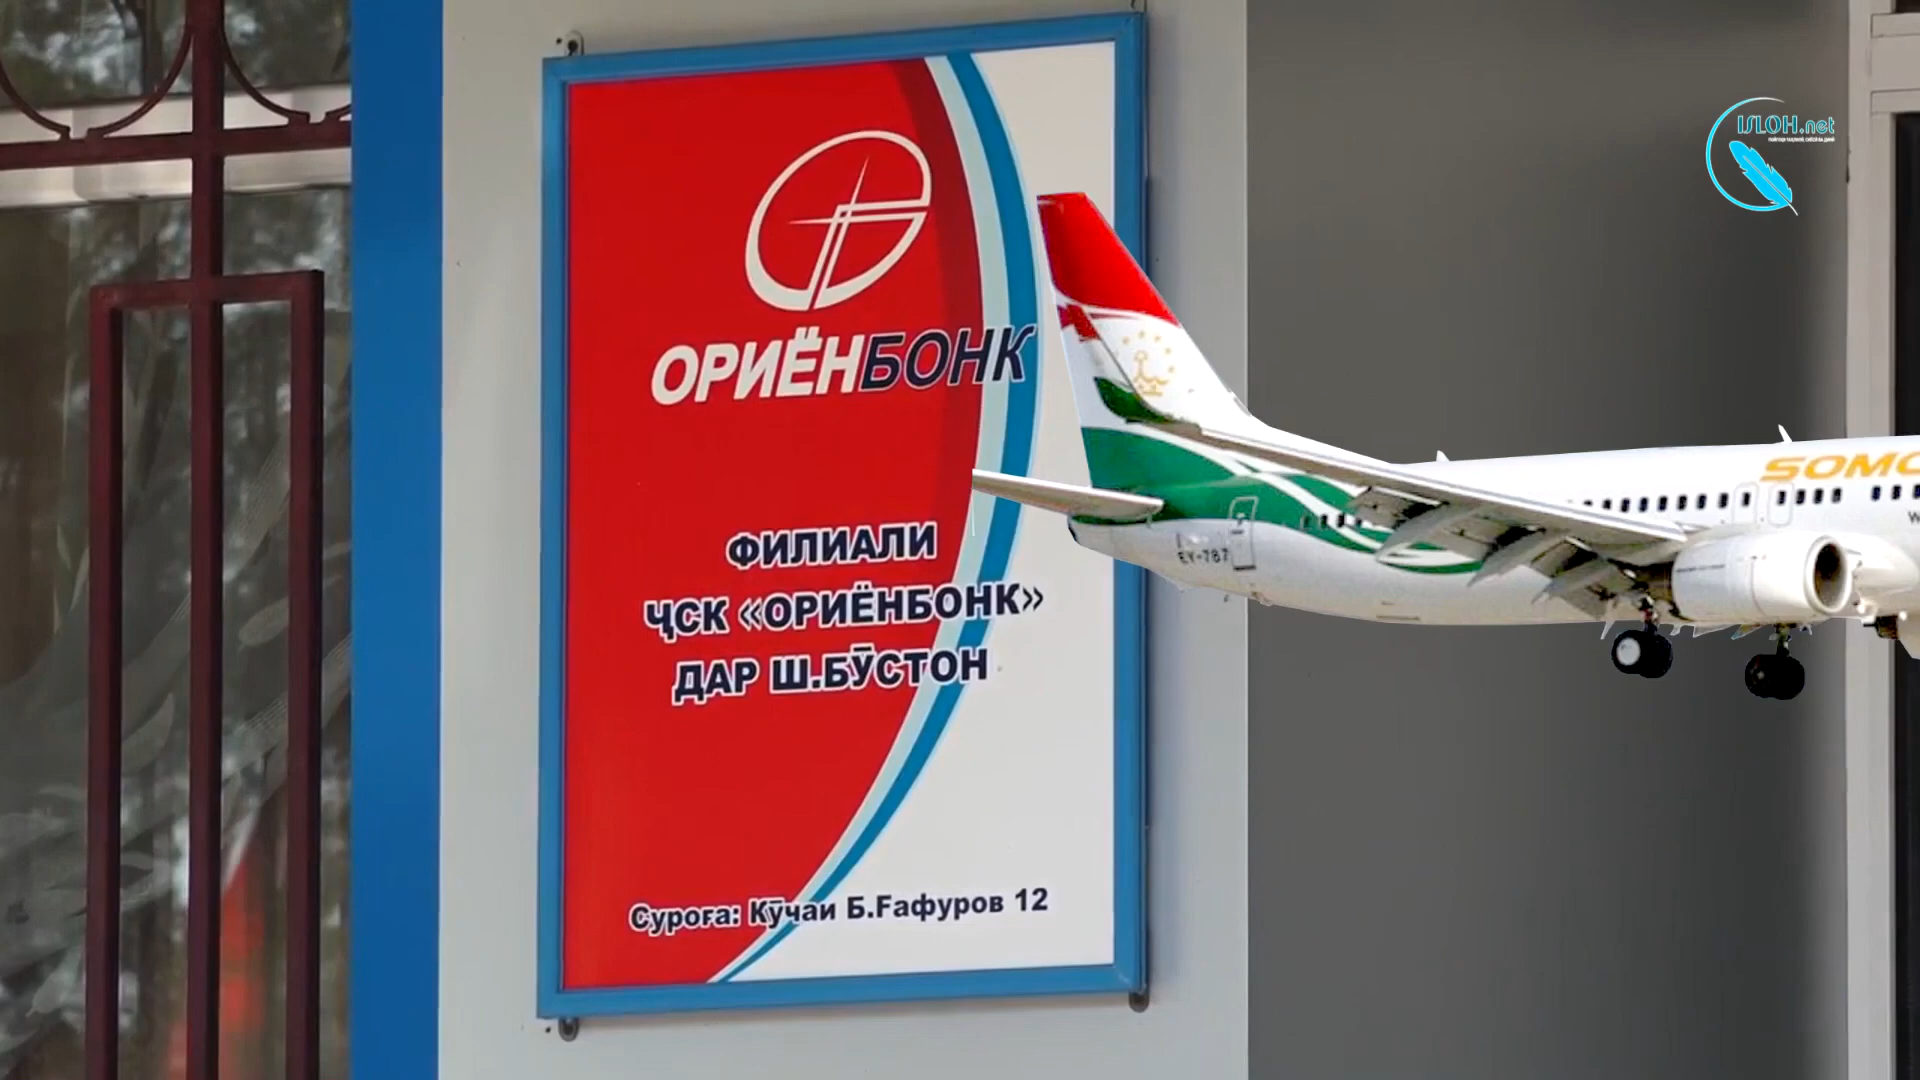 ISLOH.net
ОРИЁНБОНК
SOMO
EY-787
ФИЛИАЛИ
ҶСК «ОРИЁНБОНК»
ДАР Ш.БӮСТОН
Суроға: Кӯчаи Б.Ғафуров 12